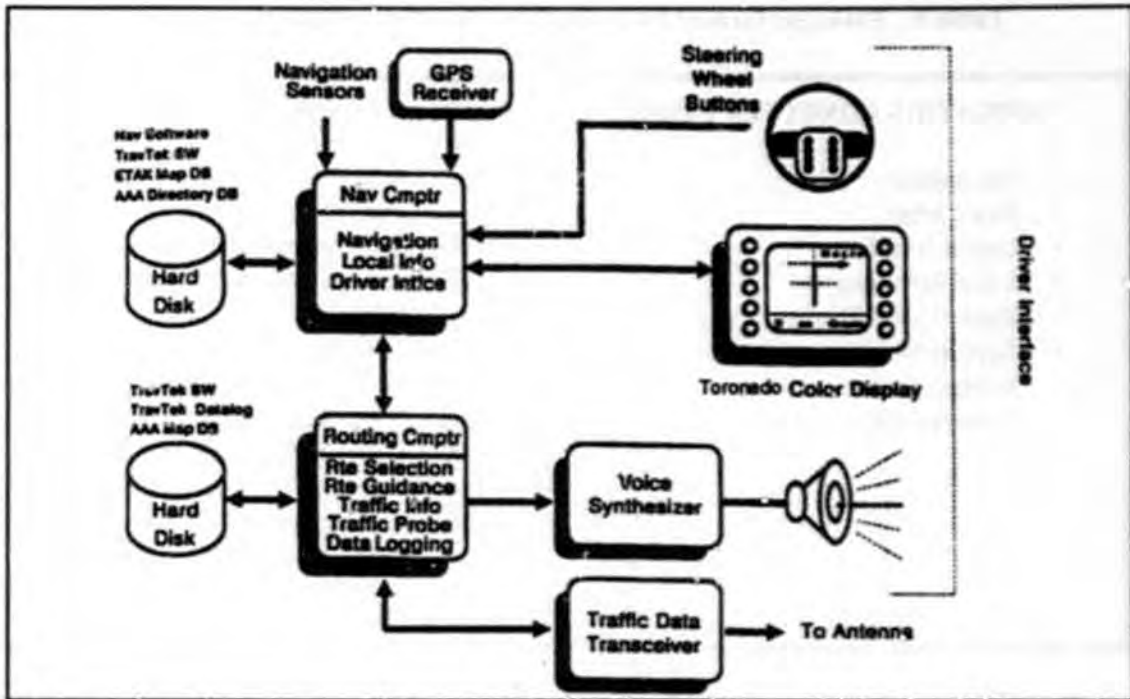 Navigation
Sensors
GPS
Receiver
Steering
Wheel
Buttons
Nav Software
TravTek SW
ETAK Map DB
AAA Directory DB
Hard
Disk
Nav Cmptr
Navigation
Local Info
Driver Intfce
Toronado Color Display
Driver Interface
TravTek SW
TravTek Datalog
AAA Map DB
Hard
Disk
Routing Cmptr
Rte Selection
Rte Guidance
Traffic Info
Traffic Probe
Data Logging
Voice
Synthesizer
Traffic Data
Transceiver
To Antenna